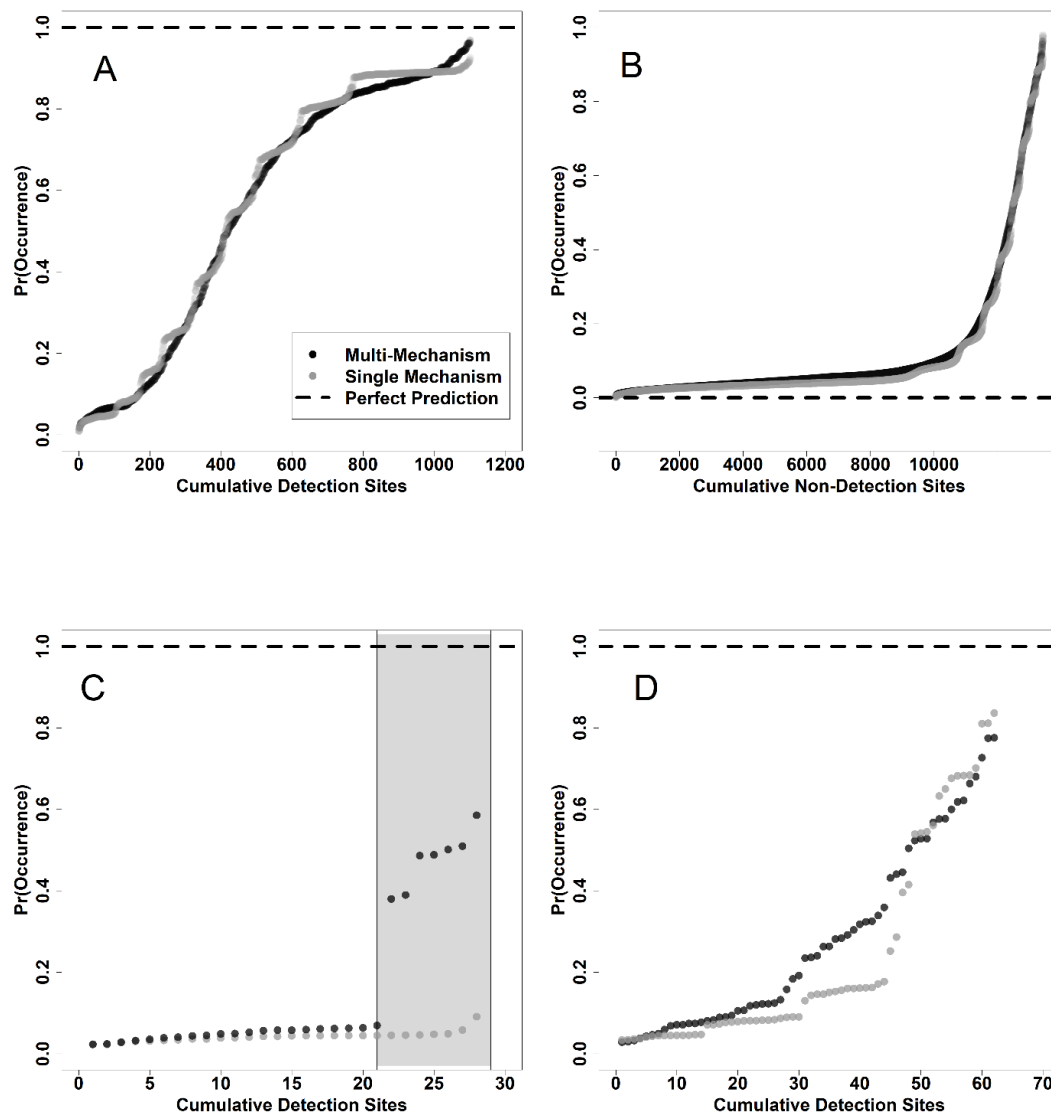 A
Pr(Occurrence)
0.0 0.2 0.4 0.6 0.8 1.0
Multi-Mechanism
Single Mechanism
Perfect Prediction
0 200 400 600 800 1000 1200
Cumulative Detection Sites
B
Pr(Occurrence)
0.0 0.2 0.4 0.6 0.8 1.0
0 2000 4000 6000 8000 10000
Cumulative Non-Detection Sites
C
Pr(Occurrence)
0.0 0.2 0.4 0.6 0.8 1.0
0 5 10 15 20 25 30
Cumulative Detection Sites
D
Pr(Occurrence)
0.0 0.2 0.4 0.6 0.8 1.0
0 10 20 30 40 50 60 70
Cumulative Detection Sites